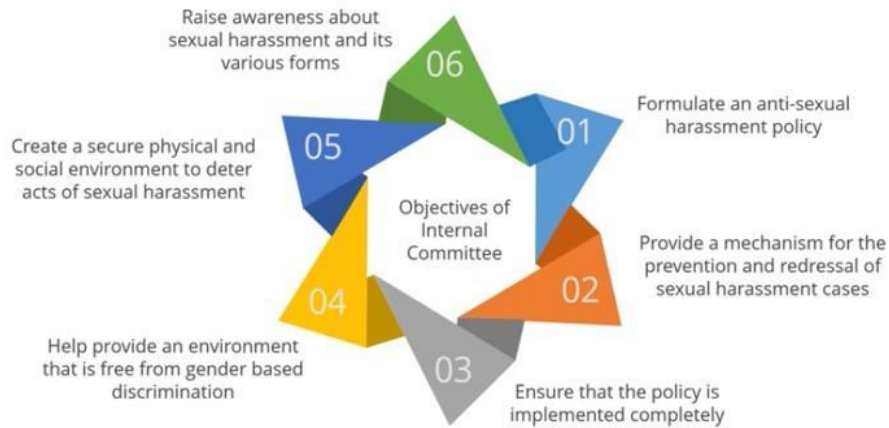 Raise awareness about
sexual harassment and its
various forms
06
01
Formulate an anti-sexual
harassment policy
05
Create a secure physical and
social environment to deter
acts of sexual harassment
Objectives of
Internal
Committee
02
Provide a mechanism for the
prevention and redressal of
sexual harassment cases
04
Help provide an environment
that is free from gender based
discrimination
03
Ensure that the policy is
implemented completely